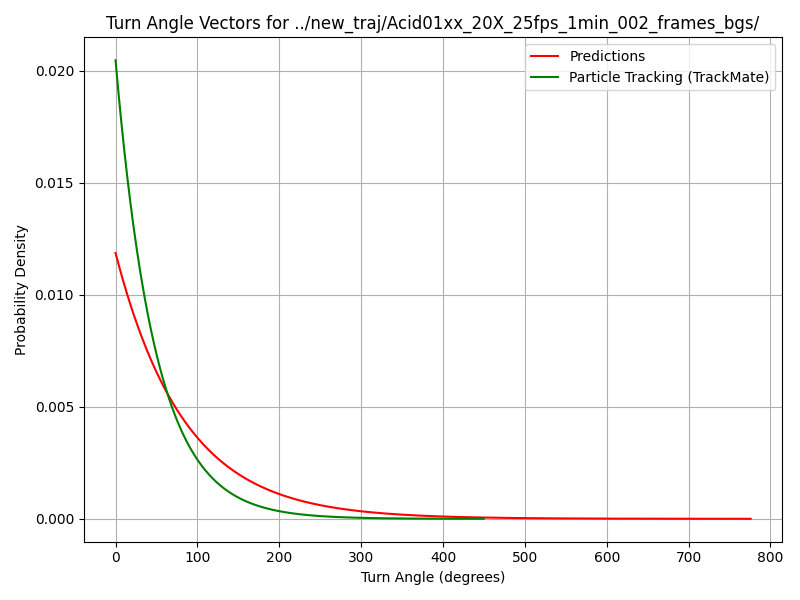 Turn Angle Vectors for ../new_traj/Acid01xx_20X_25fps_1min_002_frames_bgs/
Predictions
Particle Tracking (TrackMate)
0.020
0.015
0.010
0.005
0.000
Probability Density
0 100 200 300 400 500 600 700 800
Turn Angle (degrees)